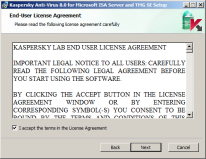 Kaspersky Anti-Virus 8.0 for Microsoft ISA Server and TMG SE Setup
End-User License Agreement
Please read the following license agreement carefully
KASPERSKY LAB END USER LICENSE AGREEMENT
IMPORTANT LEGAL NOTICE TO ALL USERS: CAREFULLY
READ THE FOLLOWING LEGAL AGREEMENT BEFORE
YOU START USING THE SOFTWARE.
BY CLICKING THE ACCEPT BUTTON IN THE LICENSE
AGREEMENT WINDOW OR BY ENTERING
CORRESPONDING SYMBOL(-S) YOU CONSENT TO BE
BOUND BY THE TERMS AND CONDITIONS OF THIS
I accept the terms in the License Agreement
Back Next Cancel